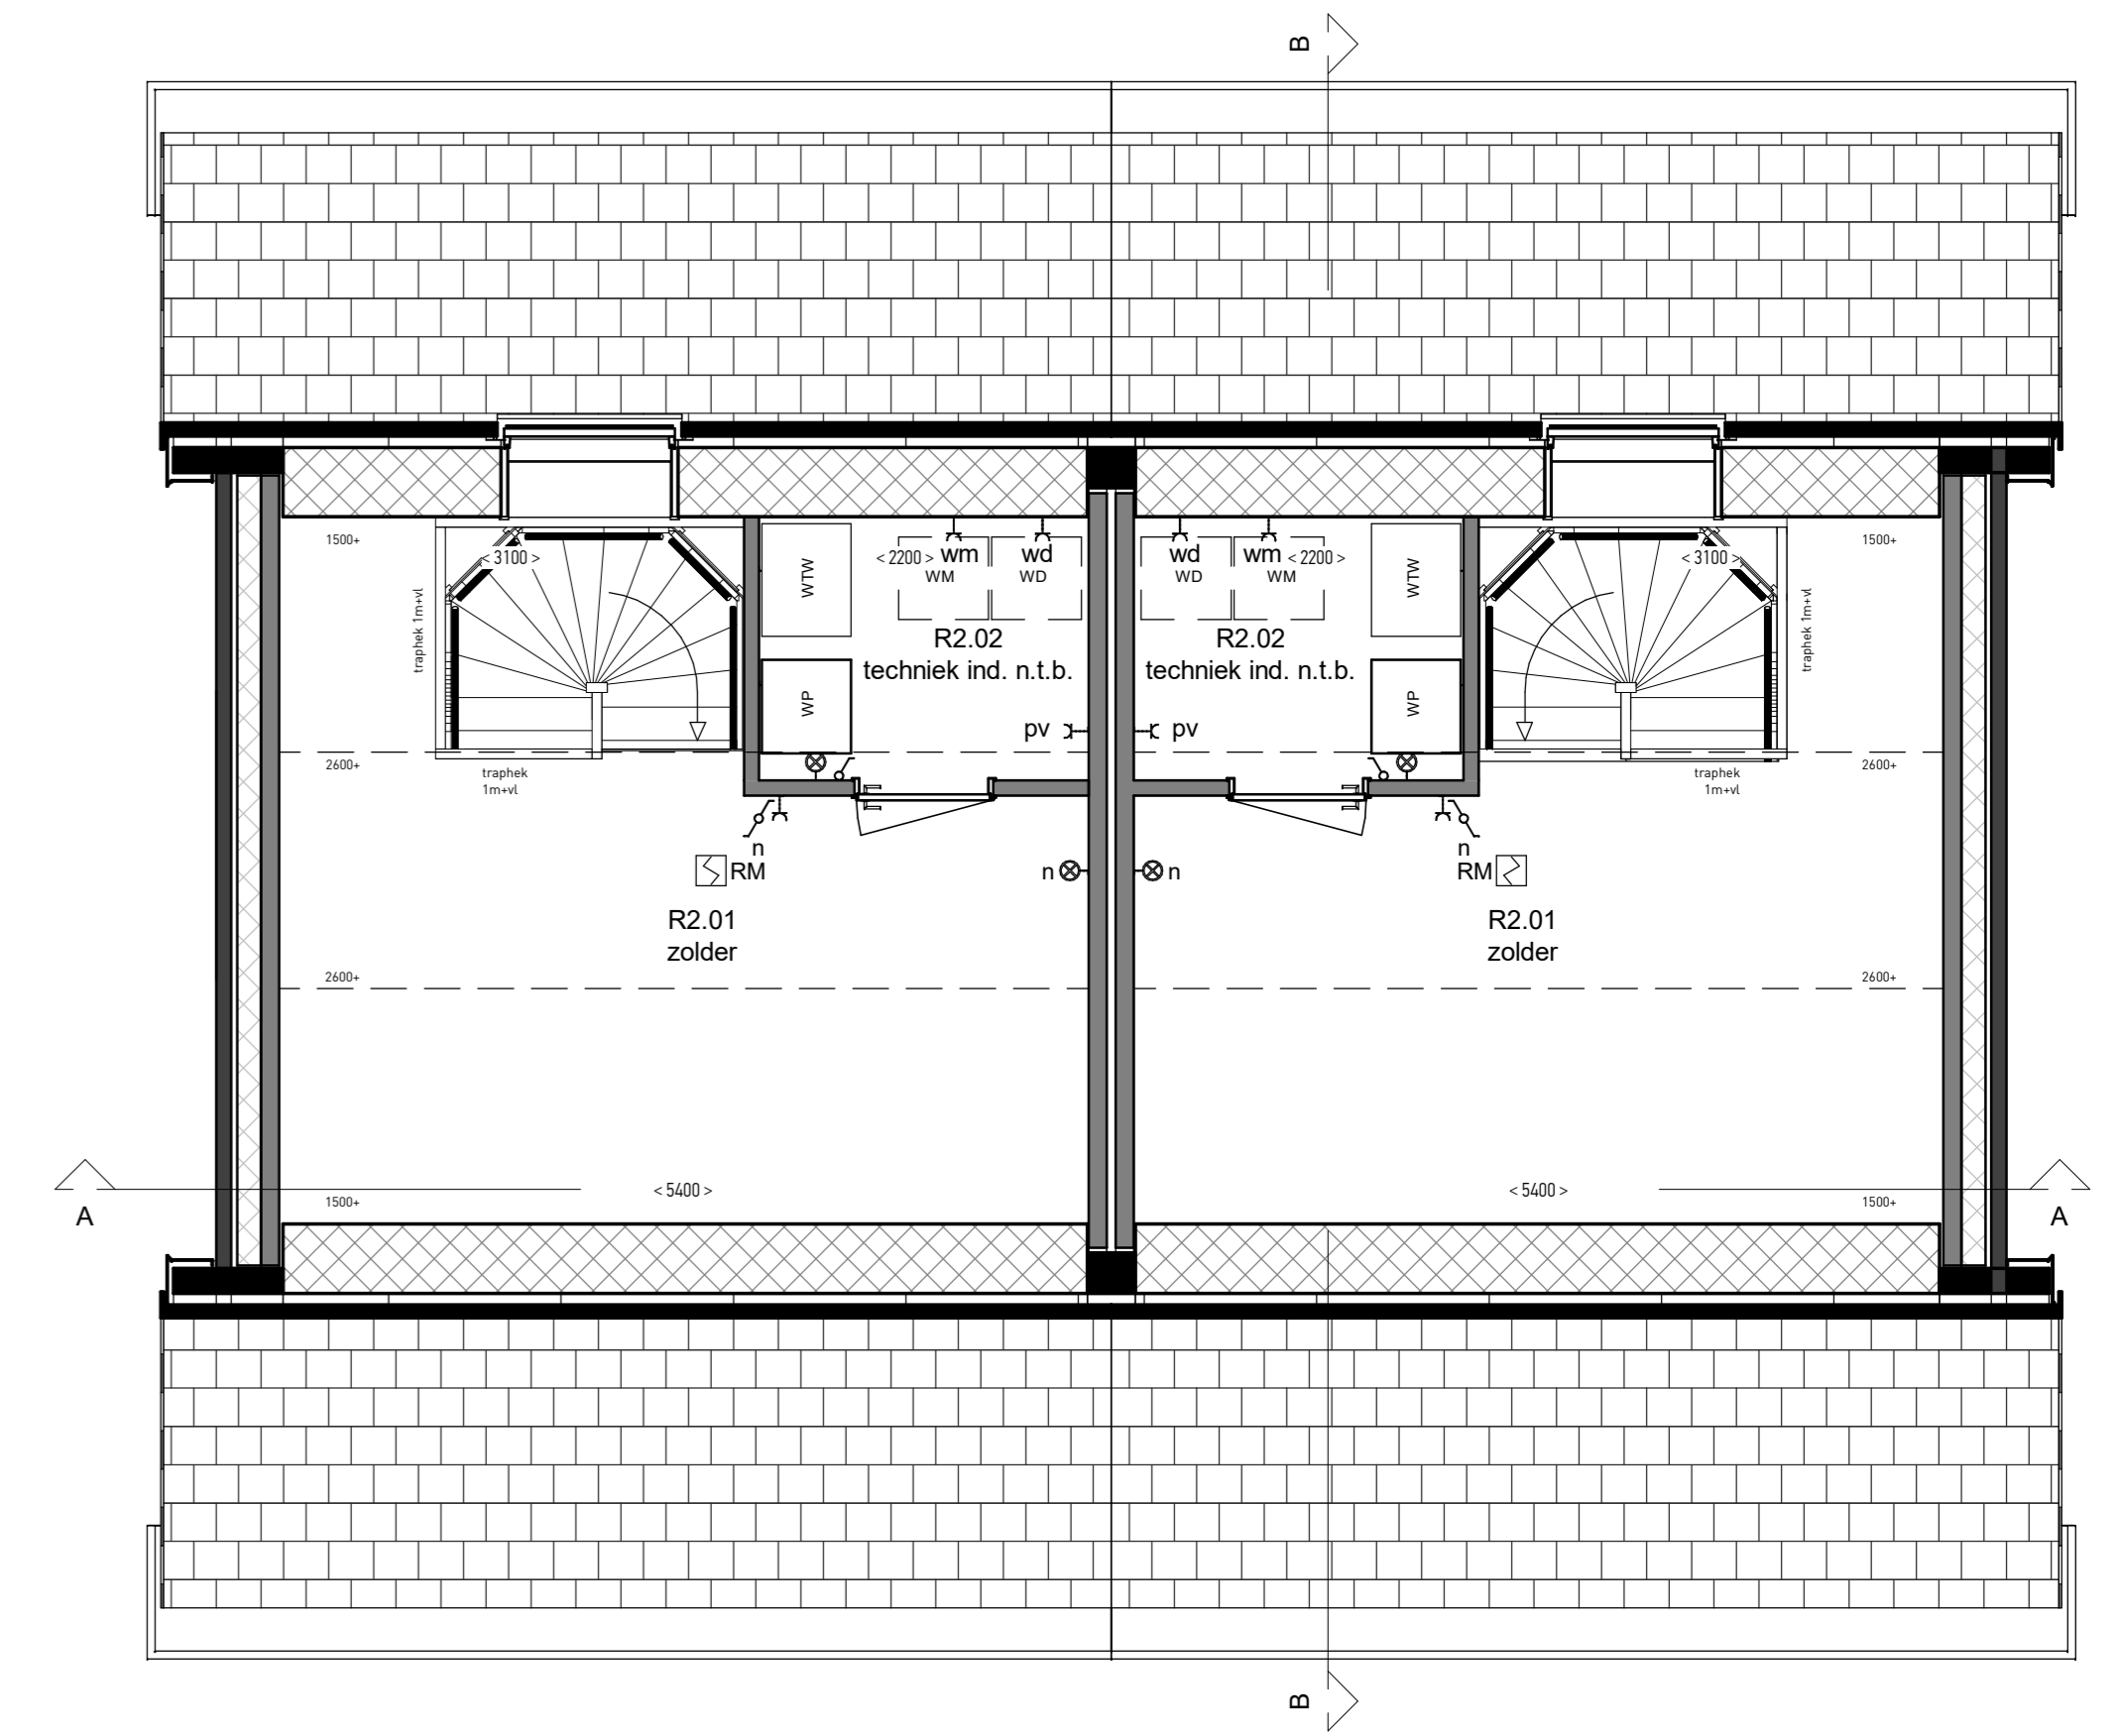 B
1500+
< 3100 >
WTW
< 2200 > wm
WM
wd
WD
wd
WD
wm < 2200 >
WM
WTW
< 3100 >
1500+
traphek 1m+vl
R2.02
techniek ind. n.t.b.
R2.02
techniek ind. n.t.b.
traphek 1m+vl
WP
WP
pv
pv
2600+
traphek
1m+vl
traphek
1m+vl
2600+
n
RM
n
n
n
RM
R2.01
zolder
R2.01
zolder
2600+
2600+
A
1500+
< 5400 >
< 5400 >
1500+
A
B